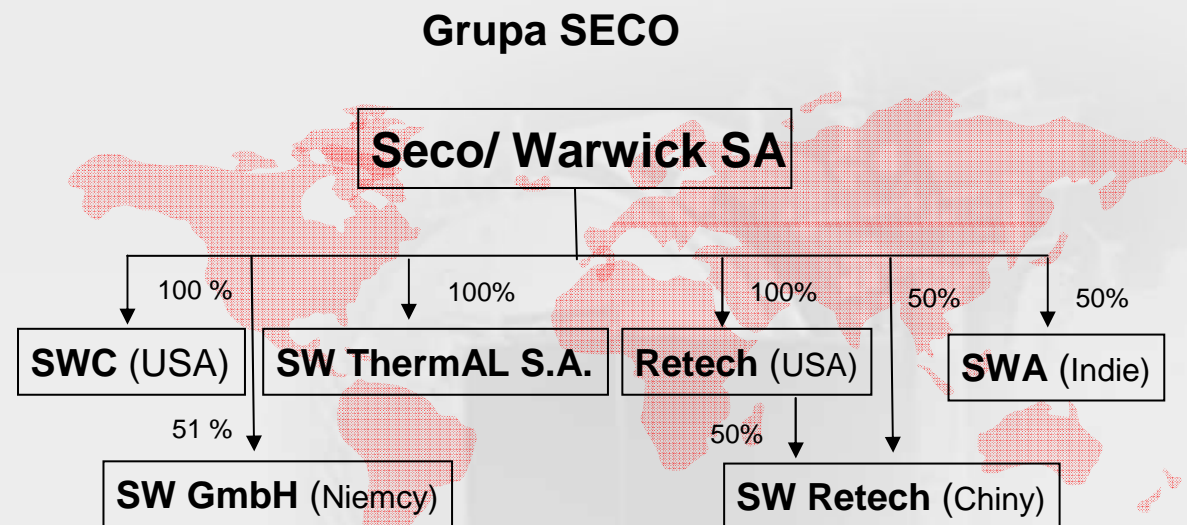 Grupa SECO
Seco/ Warwick SA
100 %
100%
100%
50%
50%
SWC (USA)
SW ThermAL S.A.
Retech (USA)
SWA (Indie)
51 %
50%
SW GmbH (Niemcy)
SW Retech (Chiny)